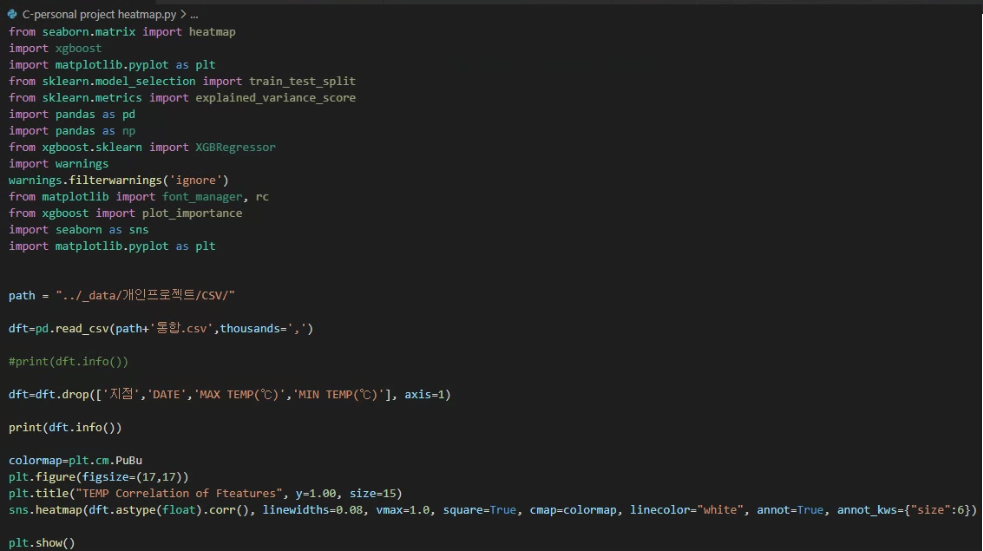 C-personal project heatmap.py > ...
from seaborn.matrix import heatmap
import xgboost
import matplotlib.pyplot as plt
from sklearn.model_selection import train_test_split
from sklearn.metrics import explained_variance_score
import pandas as pd
import pandas as np
from xgboost.sklearn import XGBRegressor
import warnings
warnings.filterwarnings('ignore')
from matplotlib import font_manager, rc
from xgboost import plot_importance
import seaborn as sns
import matplotlib.pyplot as plt
path = "../_data/개인프로젝트/CSV/"
dft=pd.read_csv(path+'통합.csv',thousands=',')
#print(dft.info())
dft=dft.drop(['지점','DATE','MAX TEMP(℃)','MIN TEMP(℃)'], axis=1)
print(dft.info())
colormap=plt.cm.PuBu
plt.figure(figsize=(17,17))
plt.title("TEMP Correlation of Fteatures", y=1.00, size=15)
sns.heatmap(dft.astype(float).corr(), linewidths=0.08, vmax=1.0, square=True, cmap=colormap, linecolor="white", annot=True, annot_kws={"size":6})
plt.show()